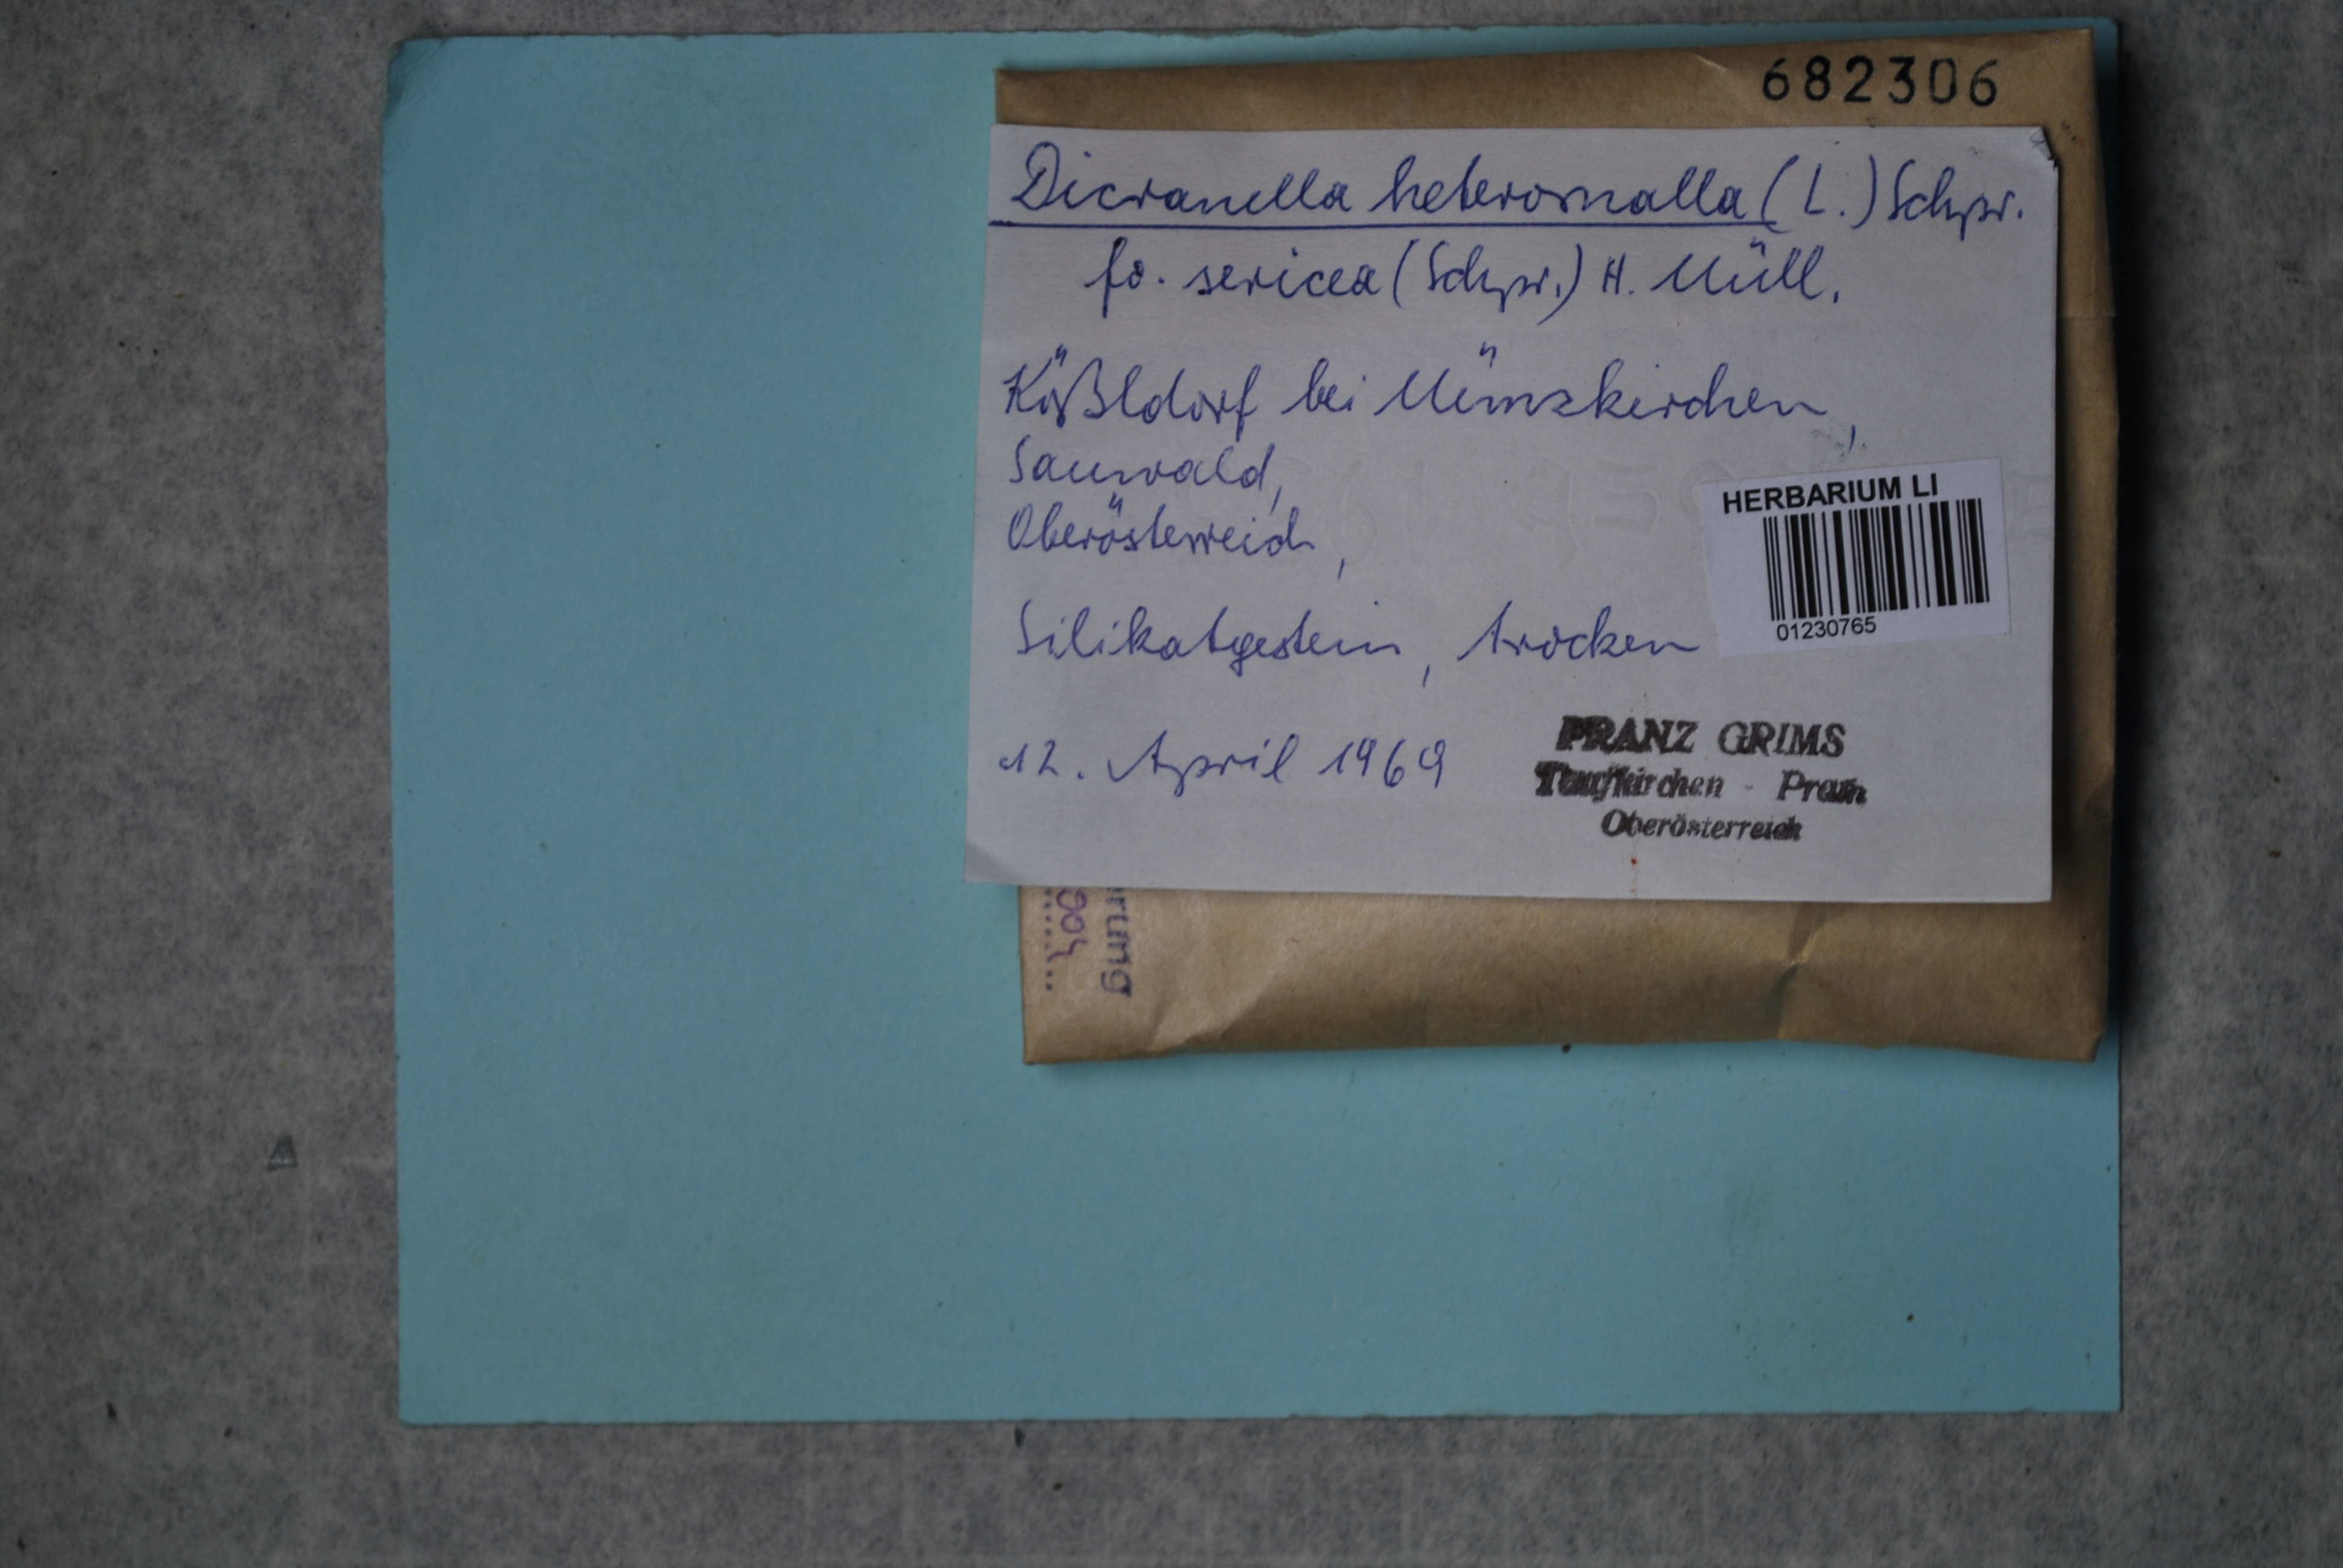 682306
Dicranella heteromalla (L.) Schpr.
fo. sericea (Schpr.) H. Müll.
Kößldorf bei Münzkirchen,
Sauwald,
Oberösterreich,
HERBARIUM LI
01230765
Silikatgestein, trocken
12. April 1969
FRANZ GRIMS
Taufkirchen - Pram
Oberösterreich